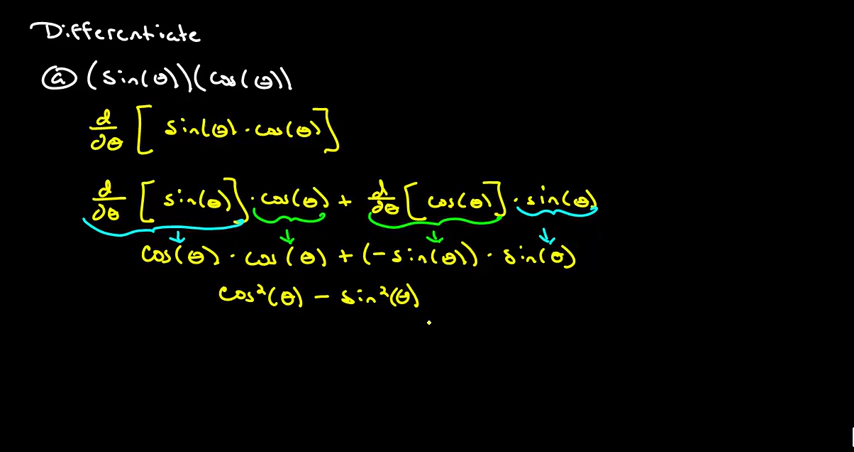 Differentiate
ⓐ (sin(θ))(cos(θ))
d/dθ [sin(θ) · cos(θ)]
d/dθ [sin(θ)] · cos(θ) + d/dθ [cos(θ)] · sin(θ)
cos(θ) · cos(θ) + (-sin(θ)) · sin(θ)
cos²(θ) - sin²(θ)